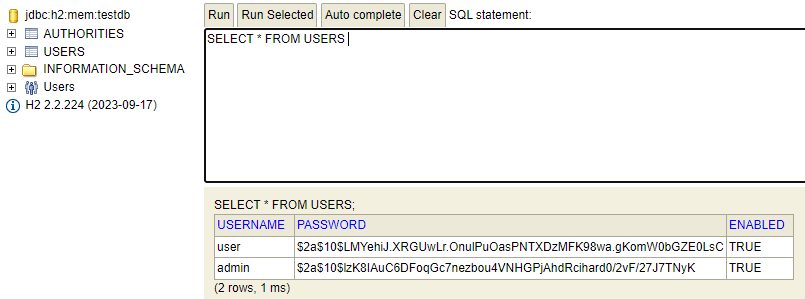 jdbc:h2:mem:testdb
AUTHORITIES
USERS
INFORMATION_SCHEMA
Users
H2 2.2.224 (2023-09-17)
Run Run Selected Auto complete Clear SQL statement:
SELECT * FROM USERS
SELECT * FROM USERS;
USERNAME PASSWORD ENABLED
user $2a$10$LMYehiJ.XRGUwLr.OnulPuOasPNTXDzMFK98wa.gKomW0bGZE0LsC TRUE
admin $2a$10$lzK8IAuC6DFoqGc7nezbou4VNHGPjAhdRcihard0/2vF/27J7TNyK TRUE
(2 rows, 1 ms)